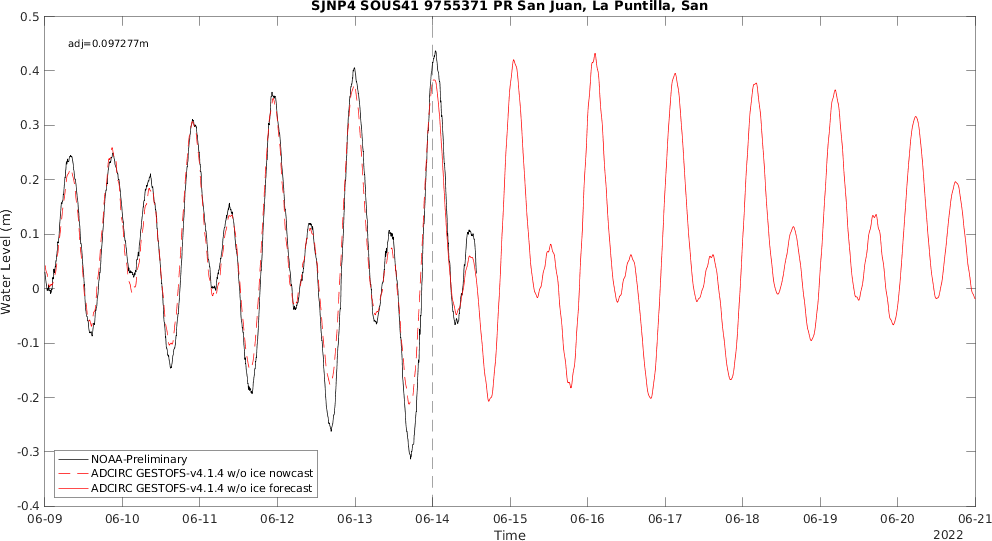 SJNP4 SOUS41 9755371 PR San Juan, La Puntilla, San
adj=0.097277m
0.5
0.4
0.3
0.2
0.1
0
-0.1
-0.2
-0.3
-0.4
Water Level (m)
NOAA-Preliminary
ADCIRC GESTOFS-v4.1.4 w/o ice nowcast
ADCIRC GESTOFS-v4.1.4 w/o ice forecast
06-09 06-10 06-11 06-12 06-13 06-14 06-15 06-16 06-17 06-18 06-19 06-20 06-21
Time
2022